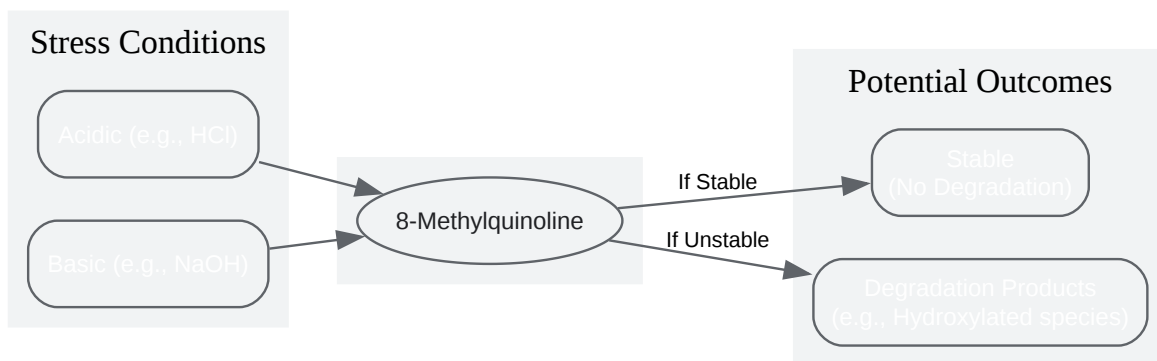 Stress Conditions
Acidic (e.g., HCl)
Basic (e.g., NaOH)
8-Methylquinoline
If Stable
If Unstable
Potential Outcomes
Stable
(No Degradation)
Degradation Products
(e.g., Hydroxylated species)